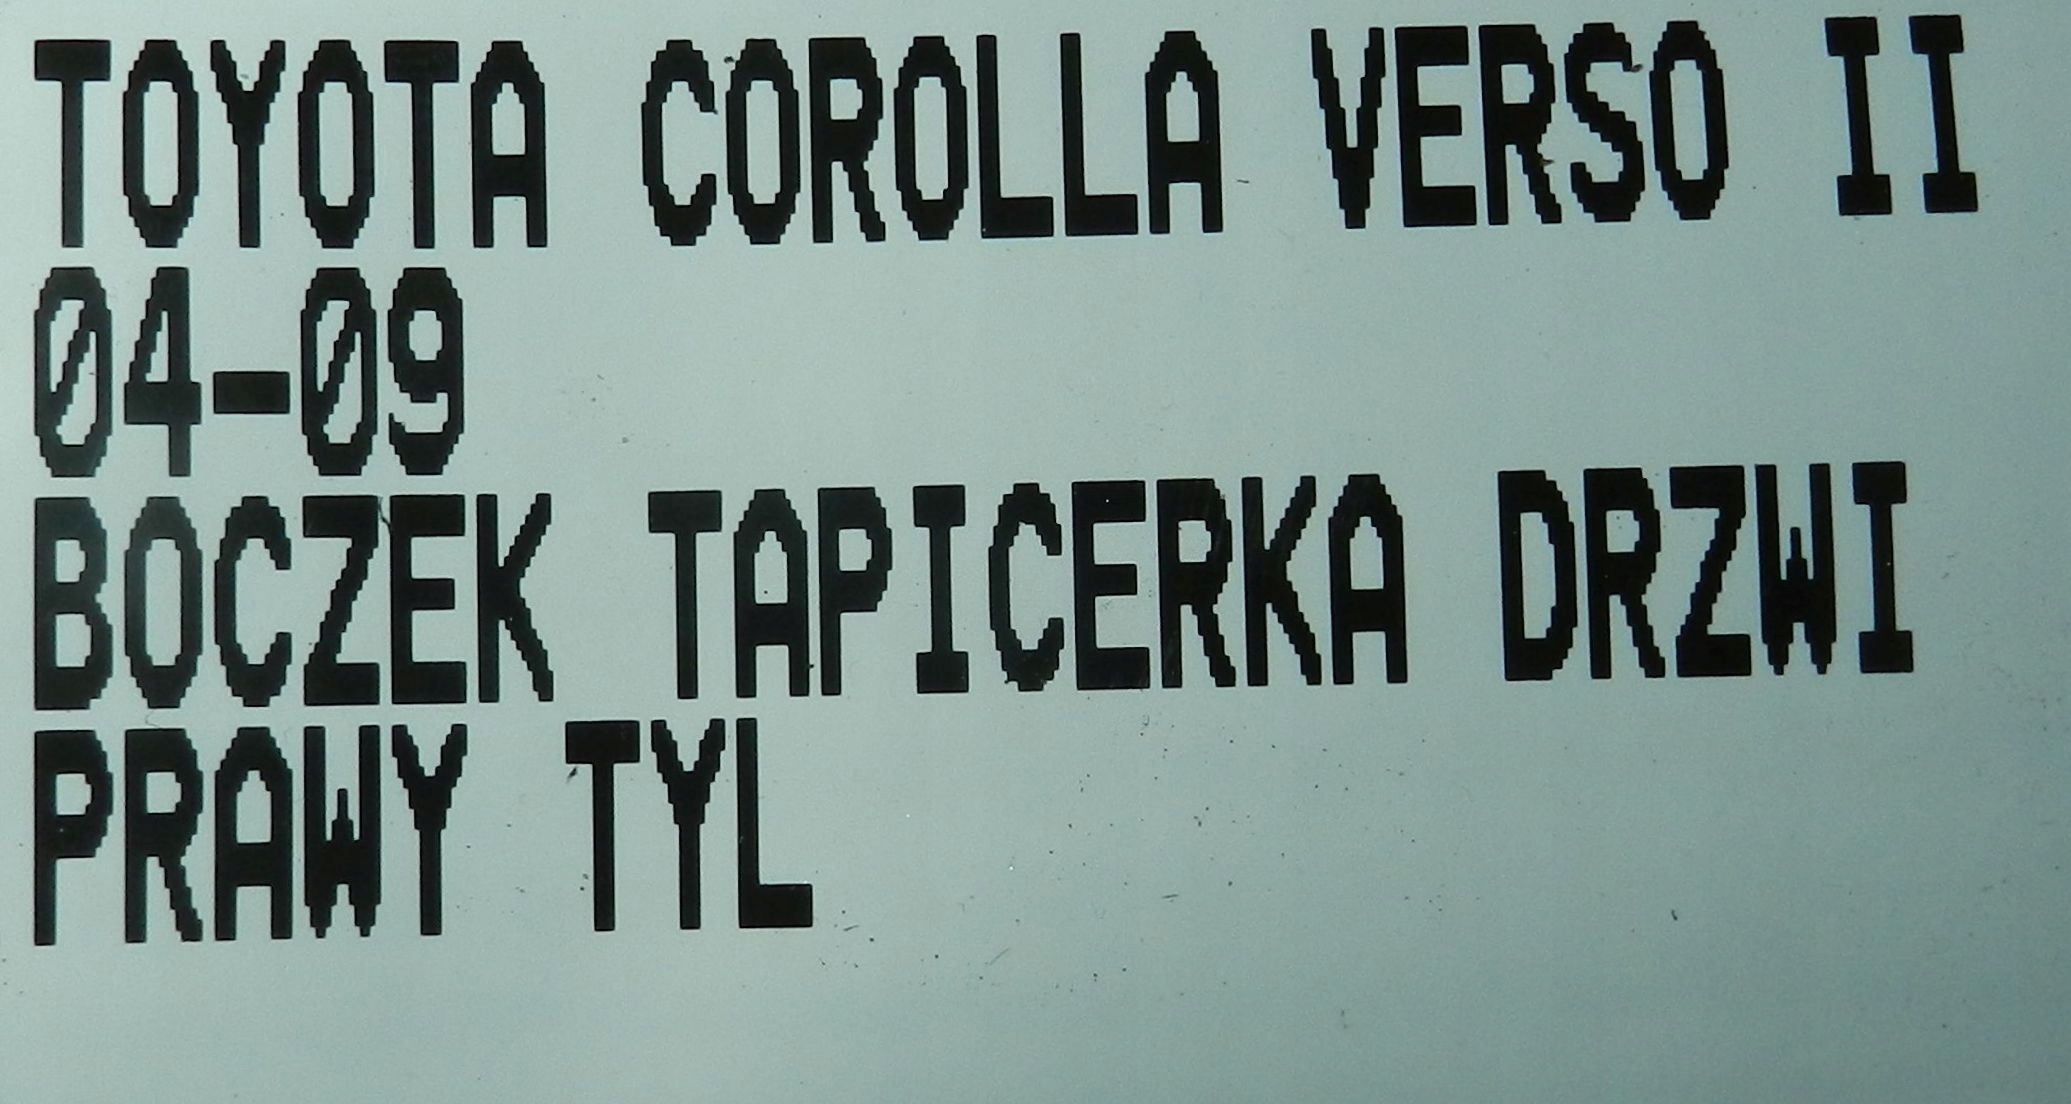 TOYOTA COROLLA VERSO II
04-09
BOCZEK TAPICERKA DRZWI
PRAWY TYL